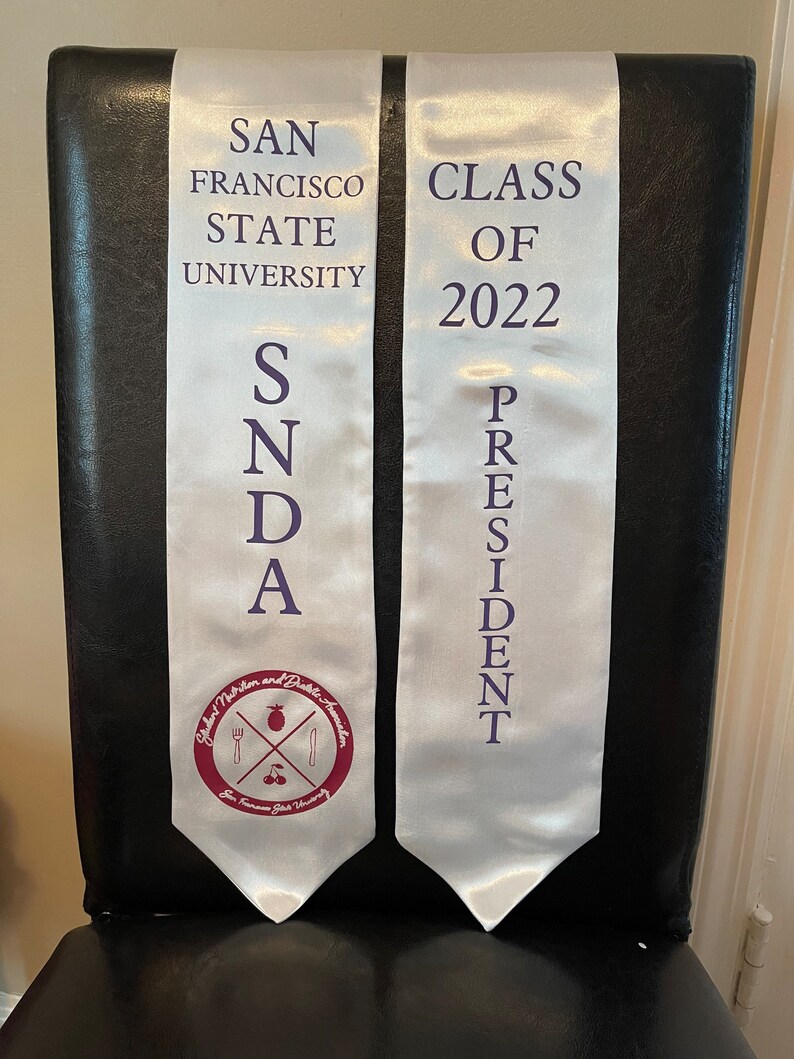 SAN
FRANCISCO
STATE
UNIVERSITY
SNDA
Student Nutrition and Dietetic Association
San Francisco State University
CLASS
OF
2022
PRESIDENT